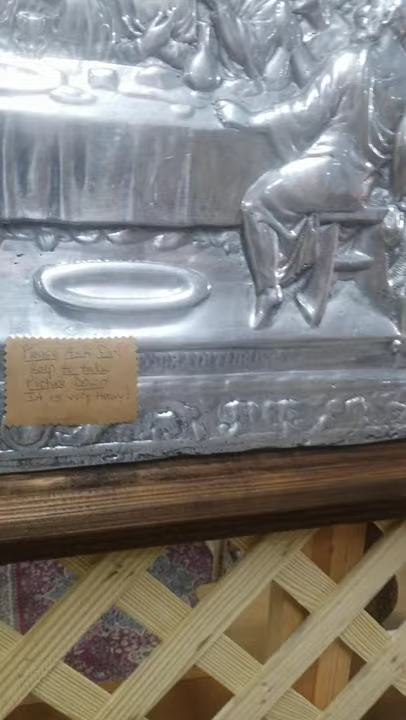 Please Ask For
Help to take
Picture Down
It is very Heavy!